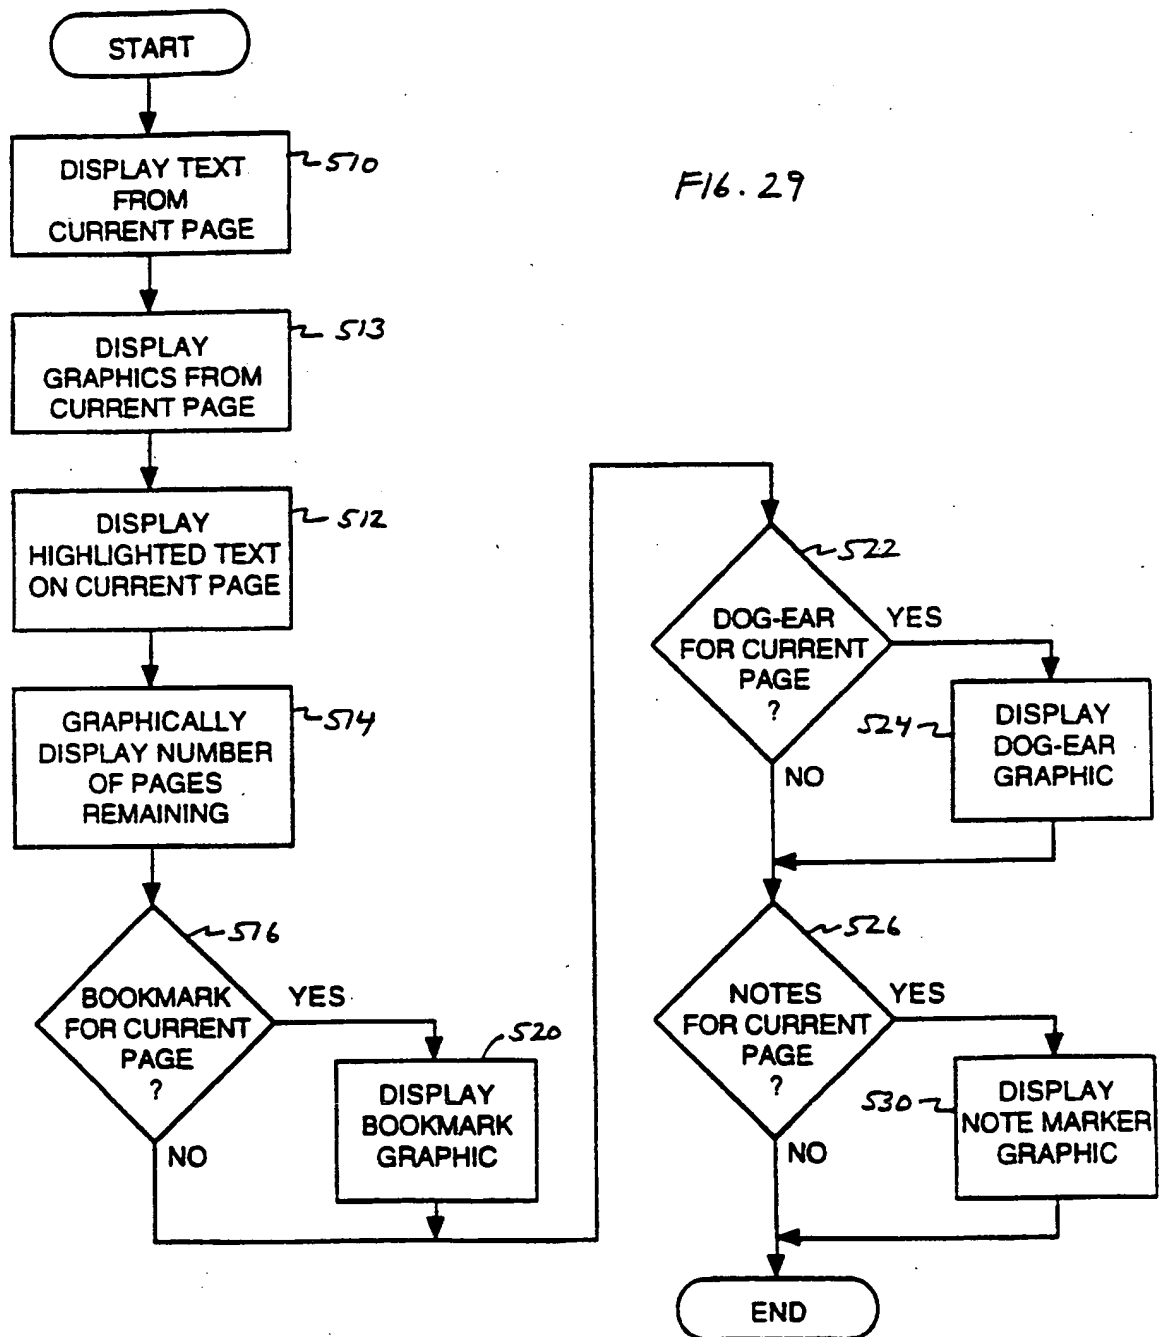 START
DISPLAY TEXT
FROM
CURRENT PAGE
510
FIG. 29
DISPLAY
GRAPHICS FROM
CURRENT PAGE
513
DISPLAY
HIGHLIGHTED TEXT
ON CURRENT PAGE
512
GRAPHICALLY
DISPLAY NUMBER
OF PAGES
REMAINING
514
516
BOOKMARK
FOR CURRENT
PAGE
?
YES
NO
520
DISPLAY
BOOKMARK
GRAPHIC
522
DOG-EAR
FOR CURRENT
PAGE
?
YES
NO
524
DISPLAY
DOG-EAR
GRAPHIC
526
NOTES
FOR CURRENT
PAGE
?
YES
NO
530
DISPLAY
NOTE MARKER
GRAPHIC
END